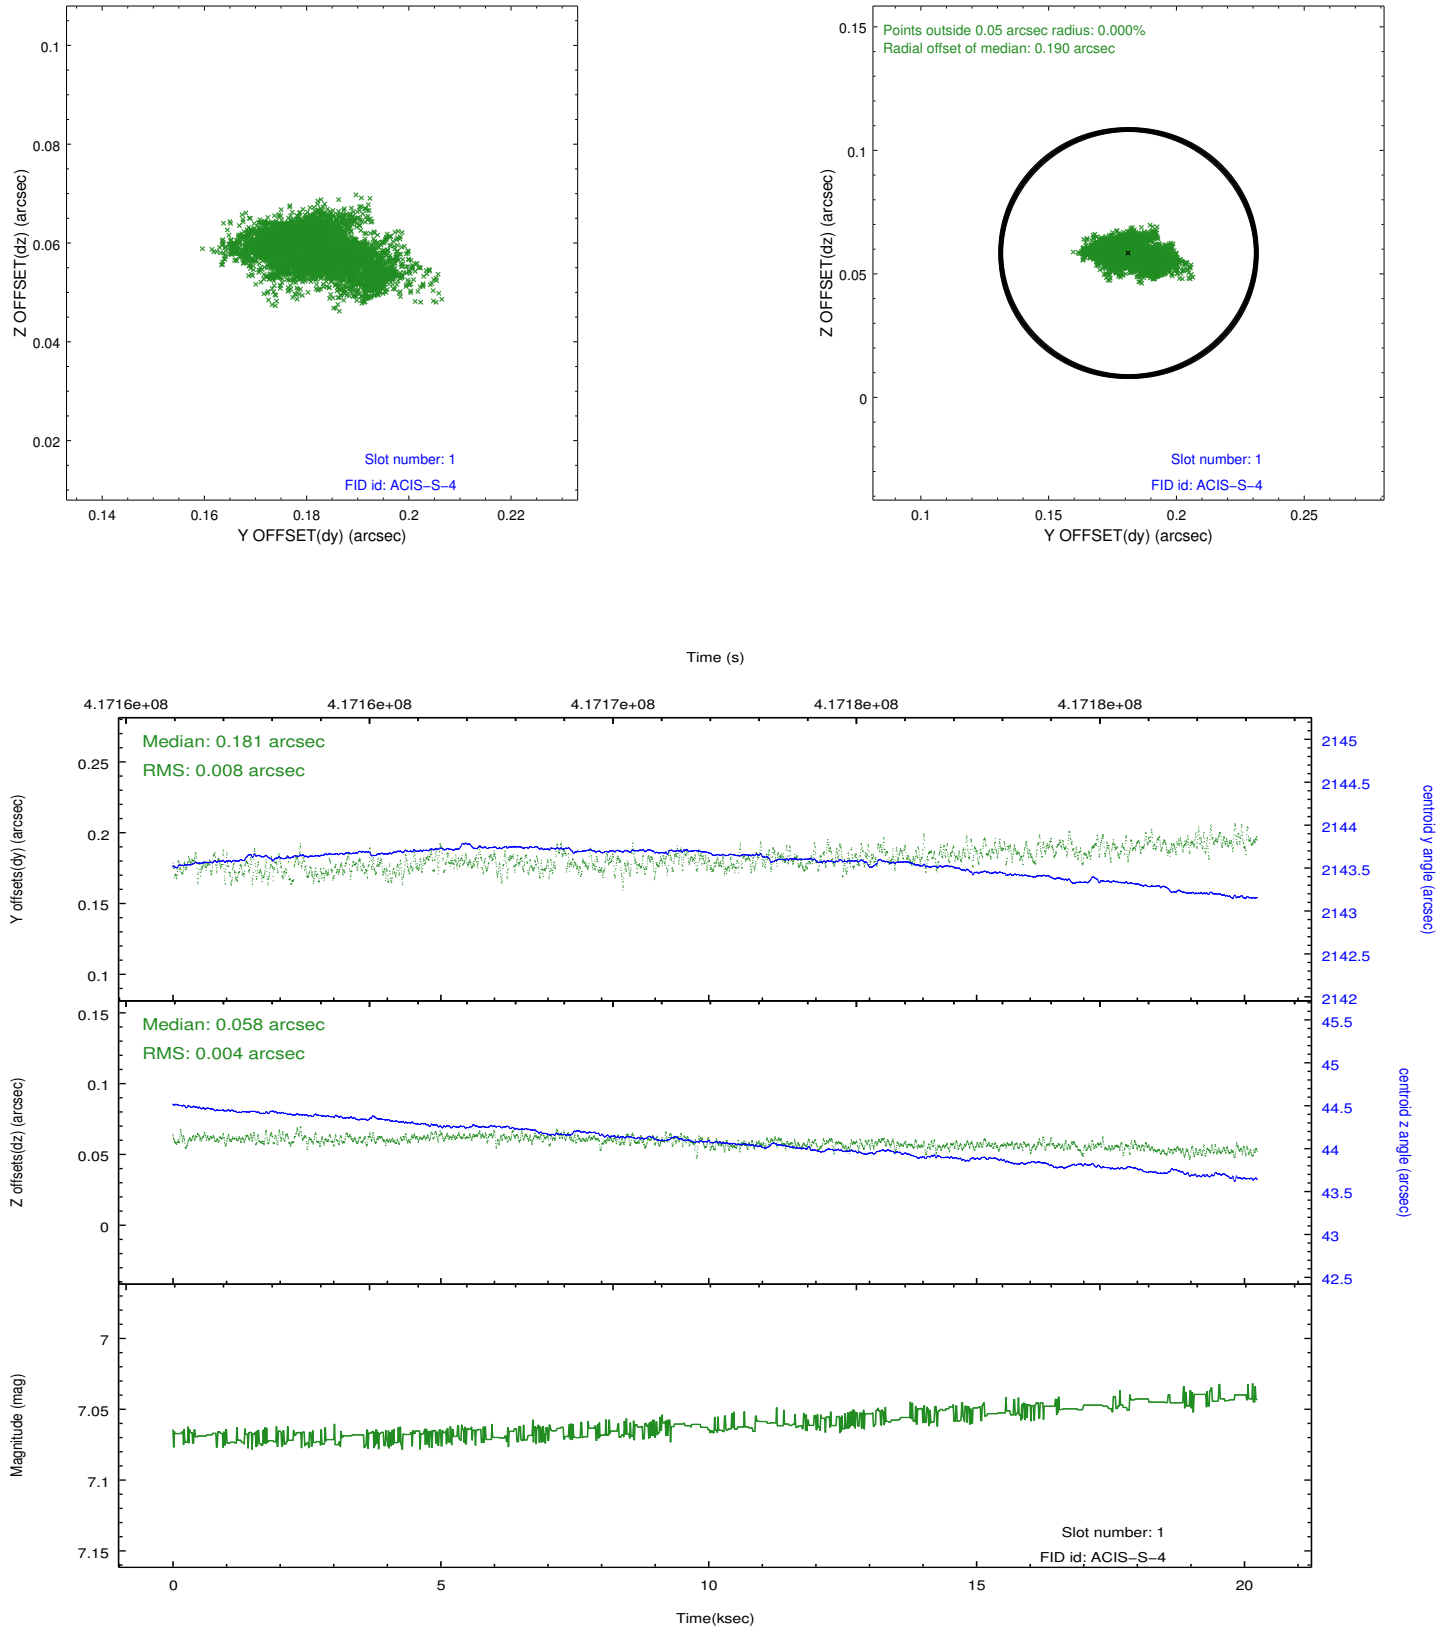 0.1
0.08
0.06
0.04
0.02
Z OFFSET(dz) (arcsec)
Slot number: 1
FID id: ACIS−S−4
0.14
0.16
0.18
0.2
0.22
Y OFFSET(dy) (arcsec)
Points outside 0.05 arcsec radius: 0.000%
Radial offset of median: 0.190 arcsec
0.15
0.1
0.05
0
Z OFFSET(dz) (arcsec)
Slot number: 1
FID id: ACIS−S−4
0.1
0.15
0.2
0.25
Y OFFSET(dy) (arcsec)
Time (s)
4.1716e+08
4.1716e+08
4.1717e+08
4.1718e+08
4.1718e+08
Median: 0.181 arcsec
RMS: 0.008 arcsec
0.25
0.2
0.15
0.1
Y offsets(dy) (arcsec)
2145
2144.5
2144
2143.5
2143
2142.5
2142
centroid y angle (arcsec)
Median: 0.058 arcsec
RMS: 0.004 arcsec
0.15
0.1
0.05
0
Z offsets(dz) (arcsec)
45.5
45
44.5
44
43.5
43
42.5
centroid z angle (arcsec)
7
7.05
7.1
7.15
Magnitude (mag)
Slot number: 1
FID id: ACIS−S−4
0
5
10
15
20
Time(ksec)